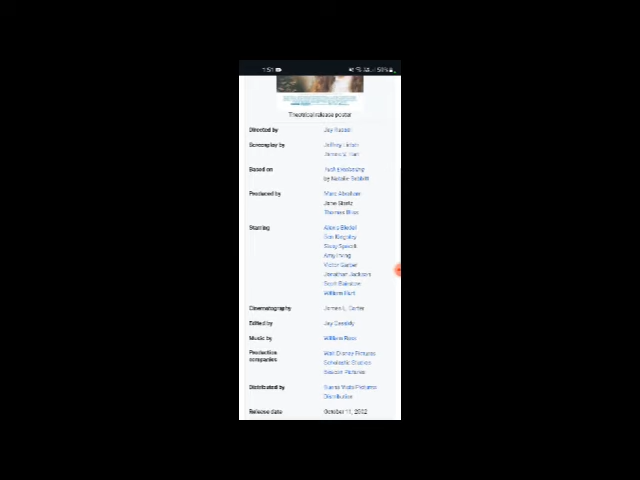 1:51
59%
Theatrical release poster
Directed by Jay Russell
Screenplay by Jeffrey Lieber
James V. Hart
Based on Tuck Everlasting
by Natalie Babbitt
Produced by Marc Abraham
Jane Startz
Thomas Bliss
Starring Alexis Bledel
Ben Kingsley
Sissy Spacek
Amy Irving
Victor Garber
Jonathan Jackson
Scott Bairstow
William Hurt
Cinematography James L. Carter
Edited by Jay Cassidy
Music by William Ross
Production
companies
Walt Disney Pictures
Scholastic Studios
Beacon Pictures
Distributed by Buena Vista Pictures
Distribution
Release date October 11, 2002